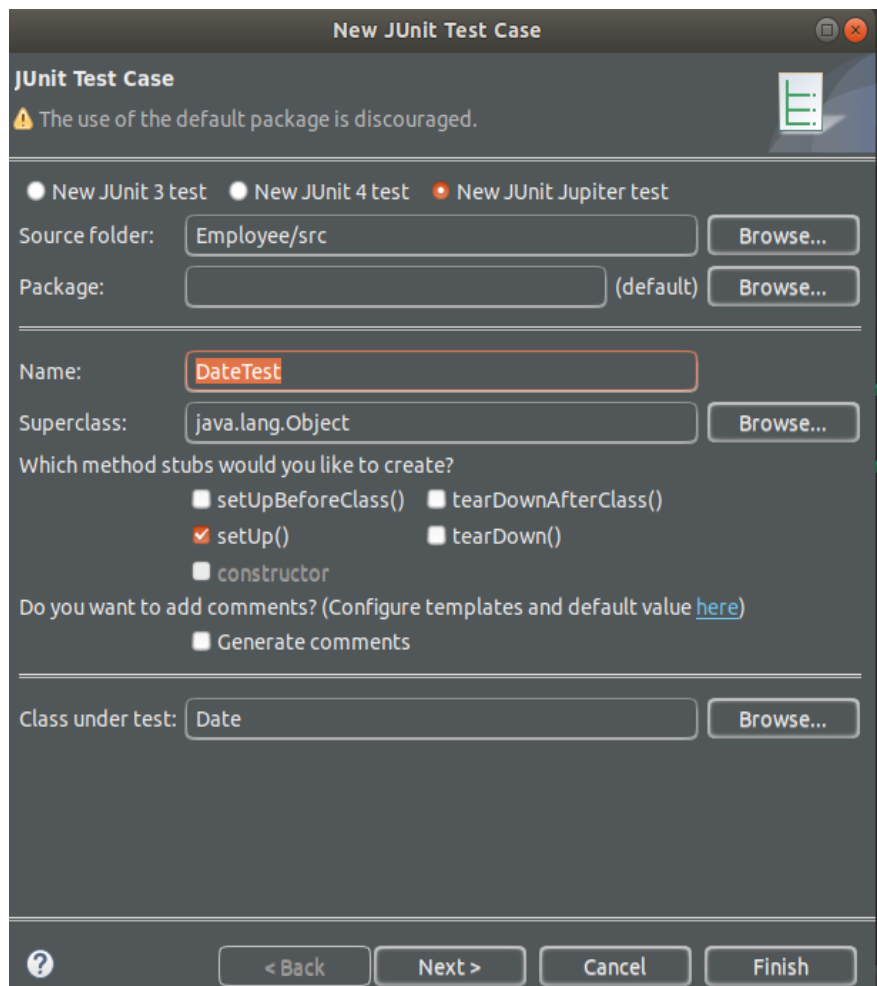 New JUnit Test Case
JUnit Test Case
The use of the default package is discouraged.
New JUnit 3 test New JUnit 4 test New JUnit Jupiter test
Source folder: Employee/src Browse...
Package: (default) Browse...
Name: DateTest
Superclass: java.lang.Object Browse...
Which method stubs would you like to create?
setUpBeforeClass() tearDownAfterClass()
setUp() tearDown()
constructor
Do you want to add comments? (Configure templates and default value here)
Generate comments
Class under test: Date Browse...
? < Back Next > Cancel Finish